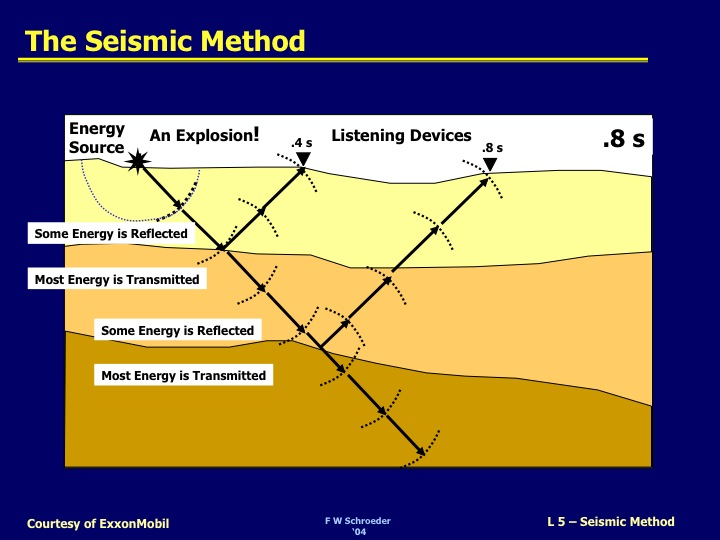 The Seismic Method
Energy
Source
An Explosion!
.4 s
Listening Devices
.8 s
.8 s
Some Energy is Reflected
Most Energy is Transmitted
Some Energy is Reflected
Most Energy is Transmitted
Courtesy of ExxonMobil
F W Schroeder
‘04
L 5 – Seismic Method